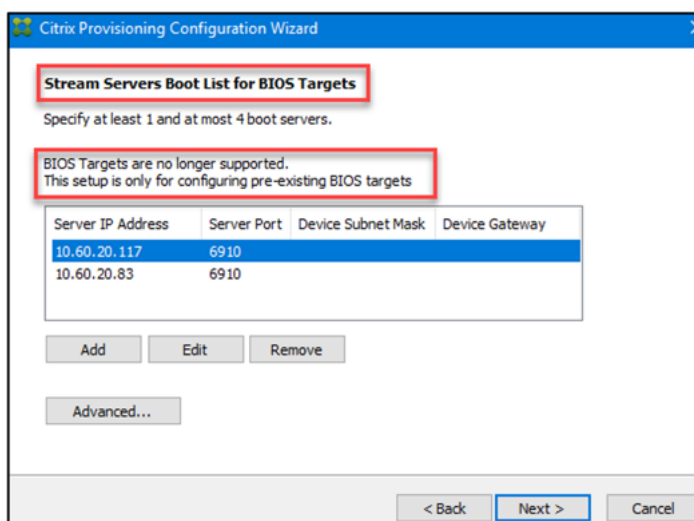 Citrix Provisioning Configuration Wizard
Stream Servers Boot List for BIOS Targets
Specify at least 1 and at most 4 boot servers.
BIOS Targets are no longer supported.
This setup is only for configuring pre-existing BIOS targets
Server IP Address Server Port Device Subnet Mask Device Gateway
10.60.20.117 6910
10.60.20.83 6910
Add Edit Remove
Advanced...
< Back Next > Cancel